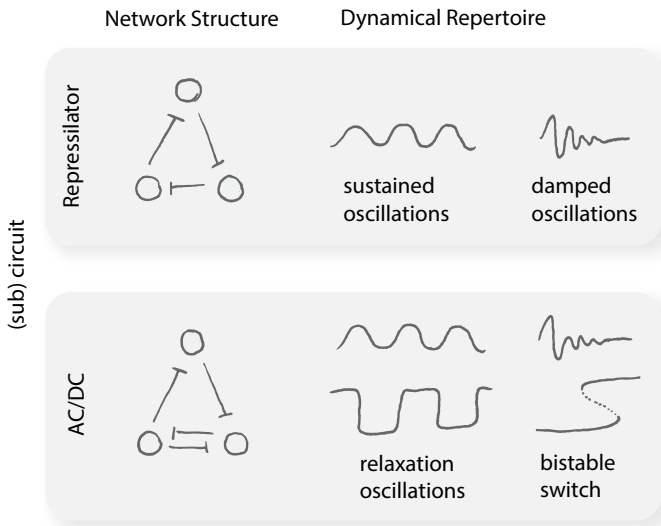 Network Structure
Dynamical Repertoire
(sub) circuit
Repressilator
sustained
oscillations
damped
oscillations
AC/DC
relaxation
oscillations
bistable
switch